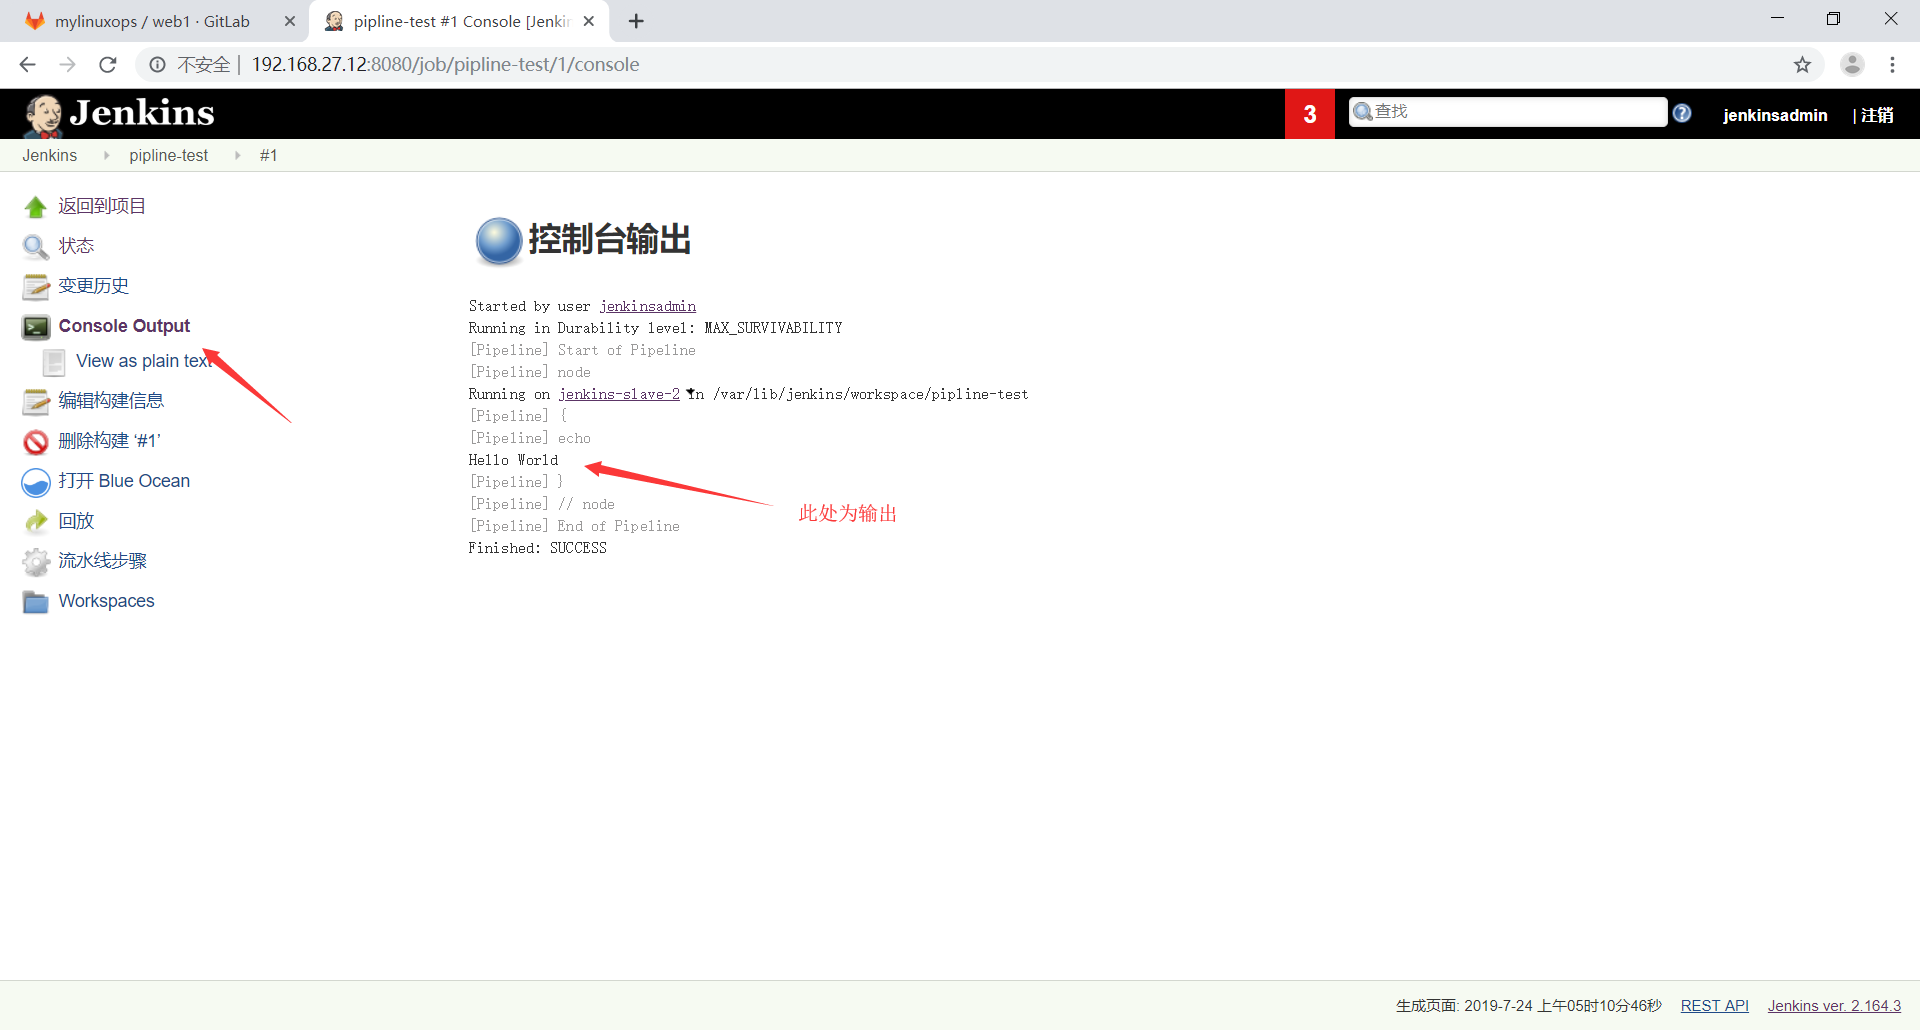 mylinuxops / web1 · GitLab
pipline-test #1 Console [Jenki
不安全 | 192.168.27.12:8080/job/pipline-test/1/console
Jenkins
3
查找
jenkinsadmin
| 注销
Jenkins
pipline-test
#1
返回到项目
状态
变更历史
Console Output
View as plain text
编辑构建信息
删除构建 ‘#1’
打开 Blue Ocean
回放
流水线步骤
Workspaces
控制台输出
Started by user jenkinsadmin
Running in Durability level: MAX_SURVIVABILITY
[Pipeline] Start of Pipeline
[Pipeline] node
Running on jenkins-slave-2 in /var/lib/jenkins/workspace/pipline-test
[Pipeline] {
[Pipeline] echo
Hello World
[Pipeline] }
[Pipeline] // node
[Pipeline] End of Pipeline
Finished: SUCCESS
此处为输出
生成页面: 2019-7-24 上午05时10分46秒
REST API
Jenkins ver. 2.164.3